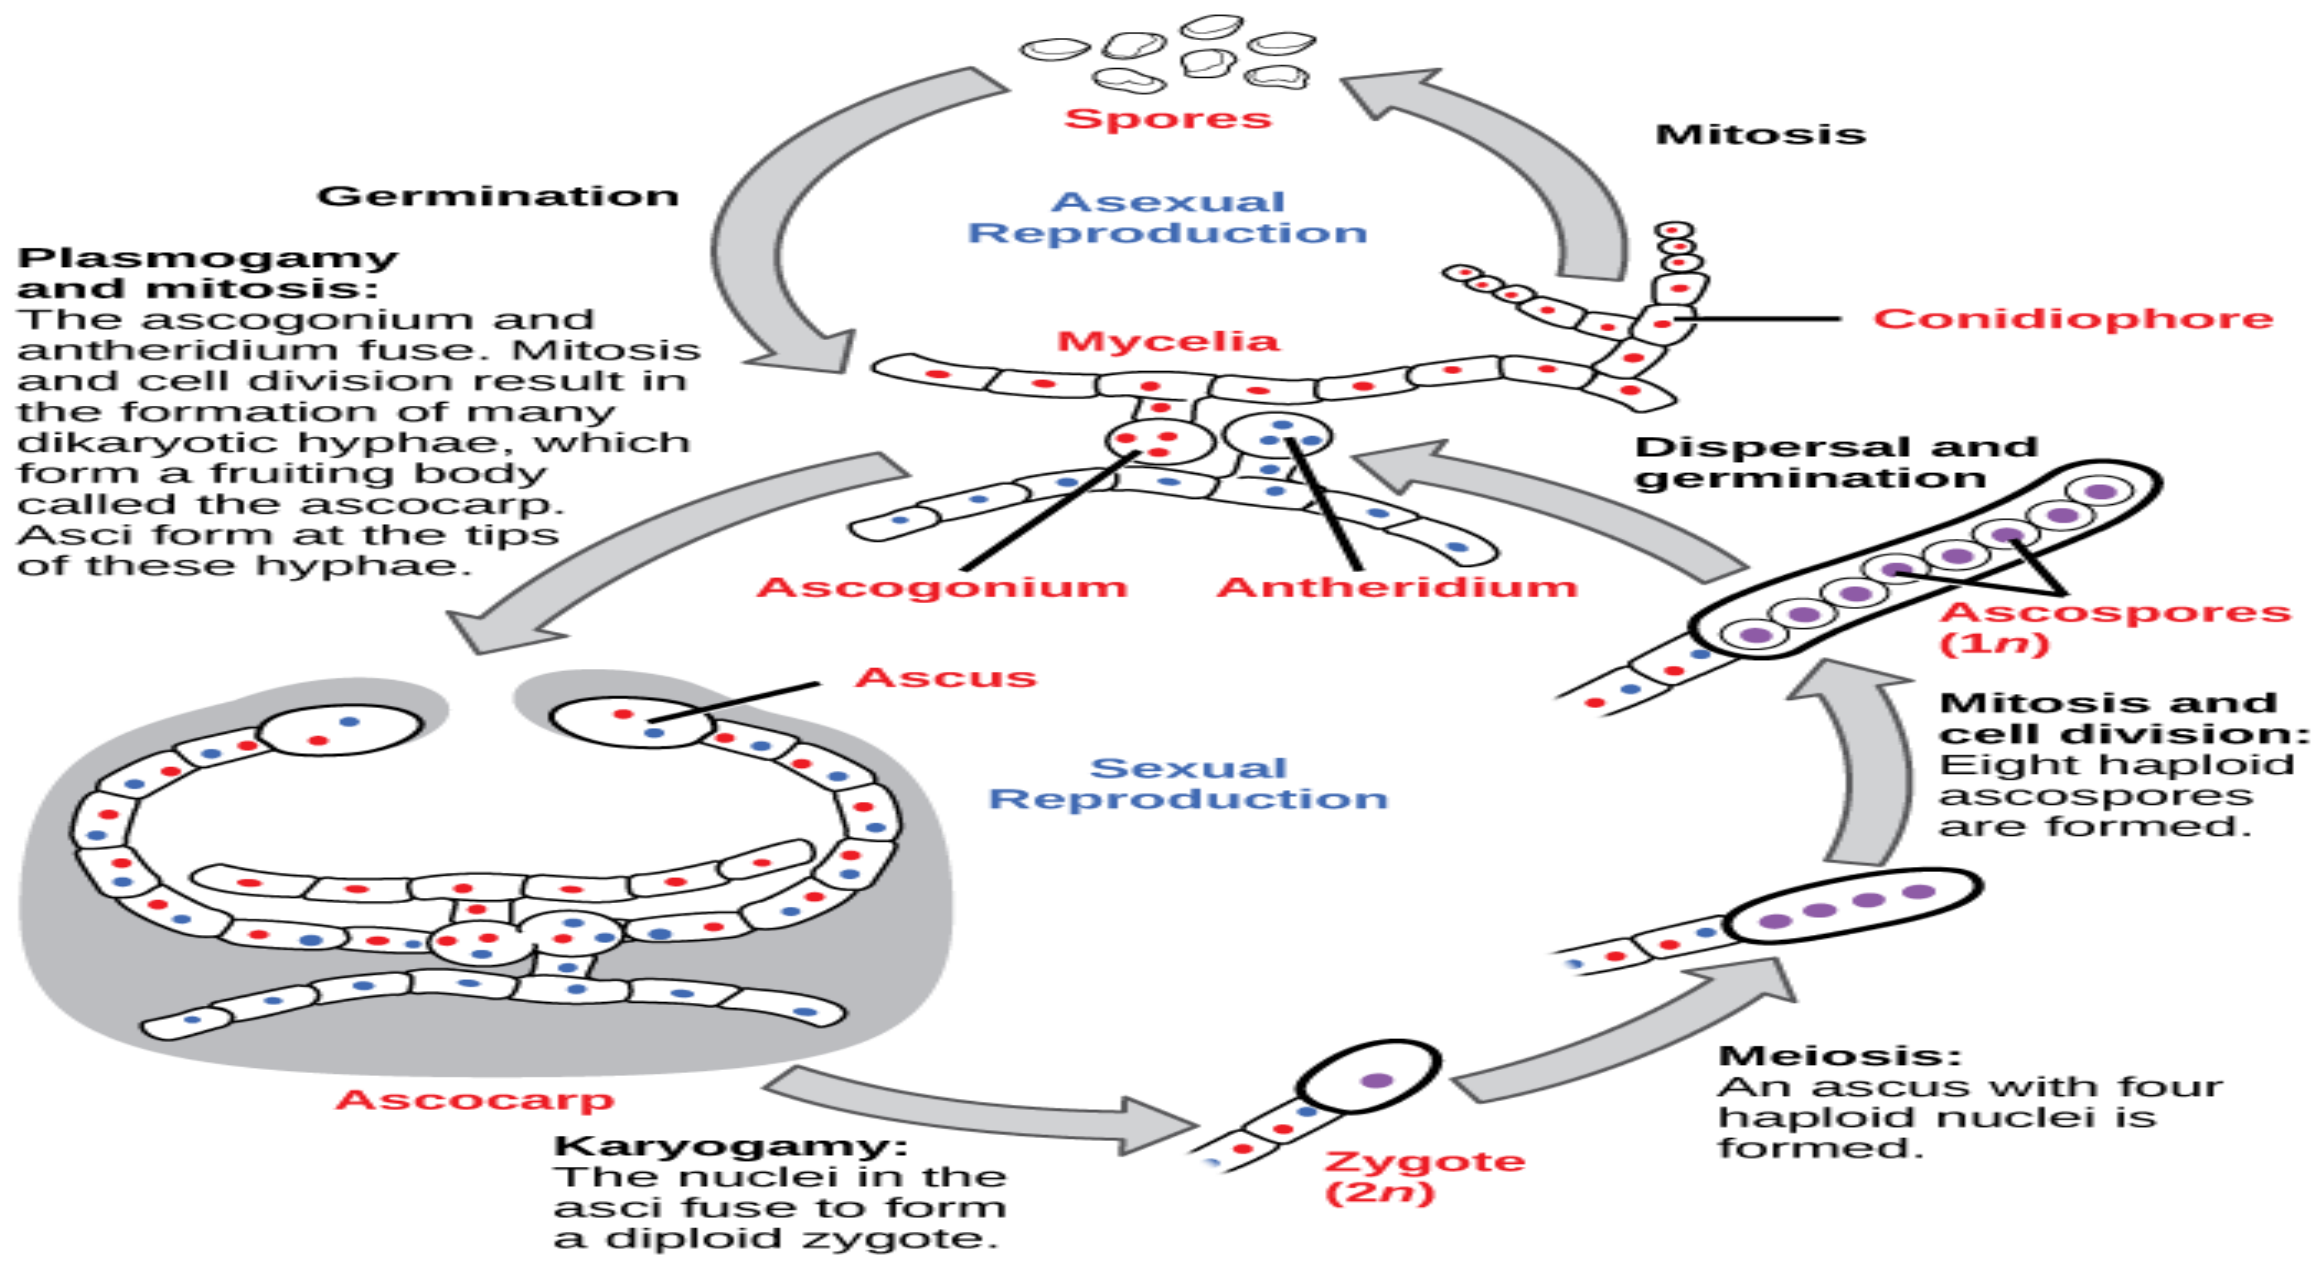 Spores
Mitosis
Germination
Asexual
Reproduction
Plasmogamy
and mitosis:
The ascogonium and
antheridium fuse. Mitosis
and cell division result in
the formation of many
dikaryotic hyphae, which
form a fruiting body
called the ascocarp.
Asci form at the tips
of these hyphae.
Conidiophore
Mycelia
Dispersal and
germination
Ascogonium
Antheridium
Ascospores
(1n)
Ascus
Mitosis and
cell division:
Eight haploid
ascospores
are formed.
Sexual
Reproduction
Meiosis:
An ascus with four
haploid nuclei is
formed.
Ascocarp
Karyogamy:
The nuclei in the
asci fuse to form
a diploid zygote.
Zygote
(2n)